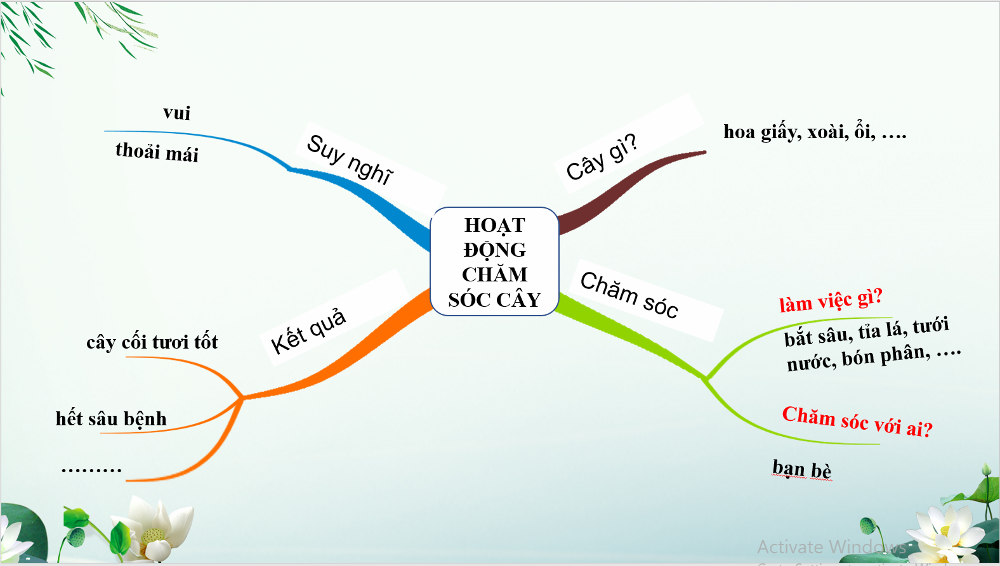 HOẠT
ĐỘNG
CHĂM
SÓC CÂY
Cây gì?
hoa giấy, xoài, ổi, ....
Chăm sóc
làm việc gì?
bắt sâu, tỉa lá, tưới
nước, bón phân, ....
Chăm sóc với ai?
bạn bè
Kết quả
cây cối tươi tốt
hết sâu bệnh
.........
Suy nghĩ
vui
thoải mái
Activate Windows